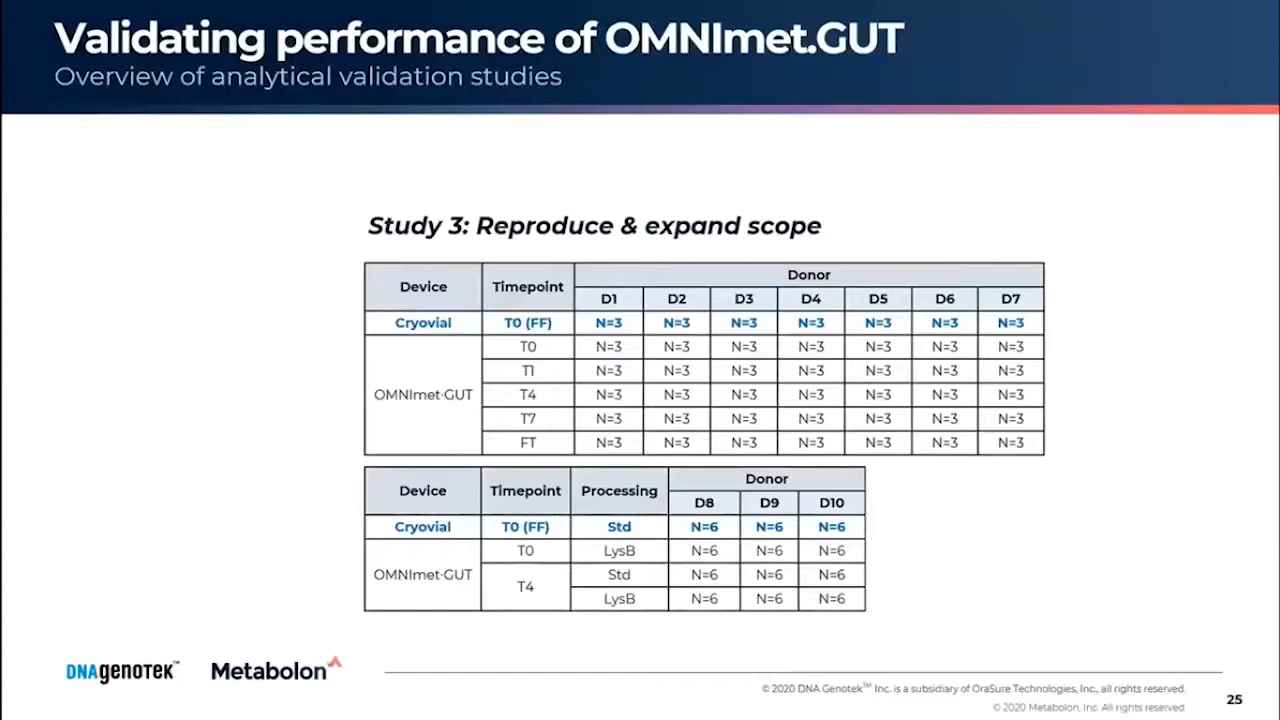 Validating performance of OMNImet.GUT
Overview of analytical validation studies
Study 3: Reproduce & expand scope
Device Timepoint Donor
D1 D2 D3 D4 D5 D6 D7
Cryovial T0 (FF) N=3 N=3 N=3 N=3 N=3 N=3 N=3
OMNImet·GUT T0 N=3 N=3 N=3 N=3 N=3 N=3 N=3
T1 N=3 N=3 N=3 N=3 N=3 N=3 N=3
T4 N=3 N=3 N=3 N=3 N=3 N=3 N=3
T7 N=3 N=3 N=3 N=3 N=3 N=3 N=3
FT N=3 N=3 N=3 N=3 N=3 N=3 N=3
Device Timepoint Processing Donor
D8 D9 D10
Cryovial T0 (FF) Std N=6 N=6 N=6
OMNImet·GUT T0 LysB N=6 N=6 N=6
T4 Std N=6 N=6 N=6
LysB N=6 N=6 N=6
DNAgenotek™ Metabolon
© 2020 DNA Genotek™ Inc. is a subsidiary of OraSure Technologies, Inc., all rights reserved.
© 2020 Metabolon, Inc. All rights reserved
25